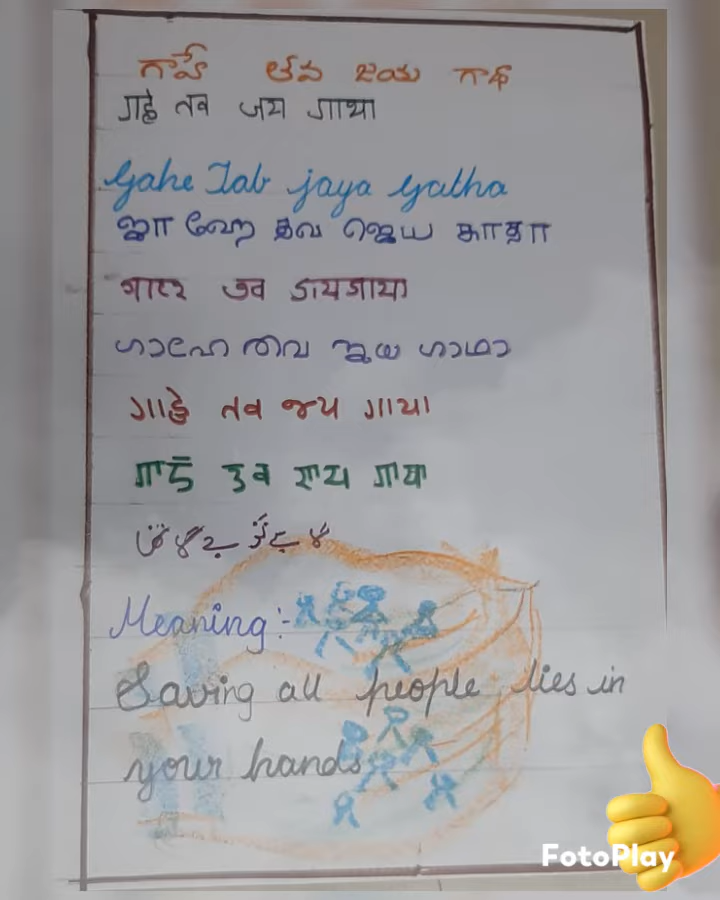 గాహే తవ జయ గాథ
गाहे तव जय गाथा
Gahe Tab jaya gatha
ஜா ஹே தவ ஜெய காதா
গাহে তব জয়গাথা
ഗാഹേ തവ ജയ ഗാഥാ
ગાહે તવ જય ગાથા
ਗਾਹੇ ਤਵ ਜਾਯ ਗਾਥਾ
Meaning:-
Saving all people lies in
your hands
FotoPlay